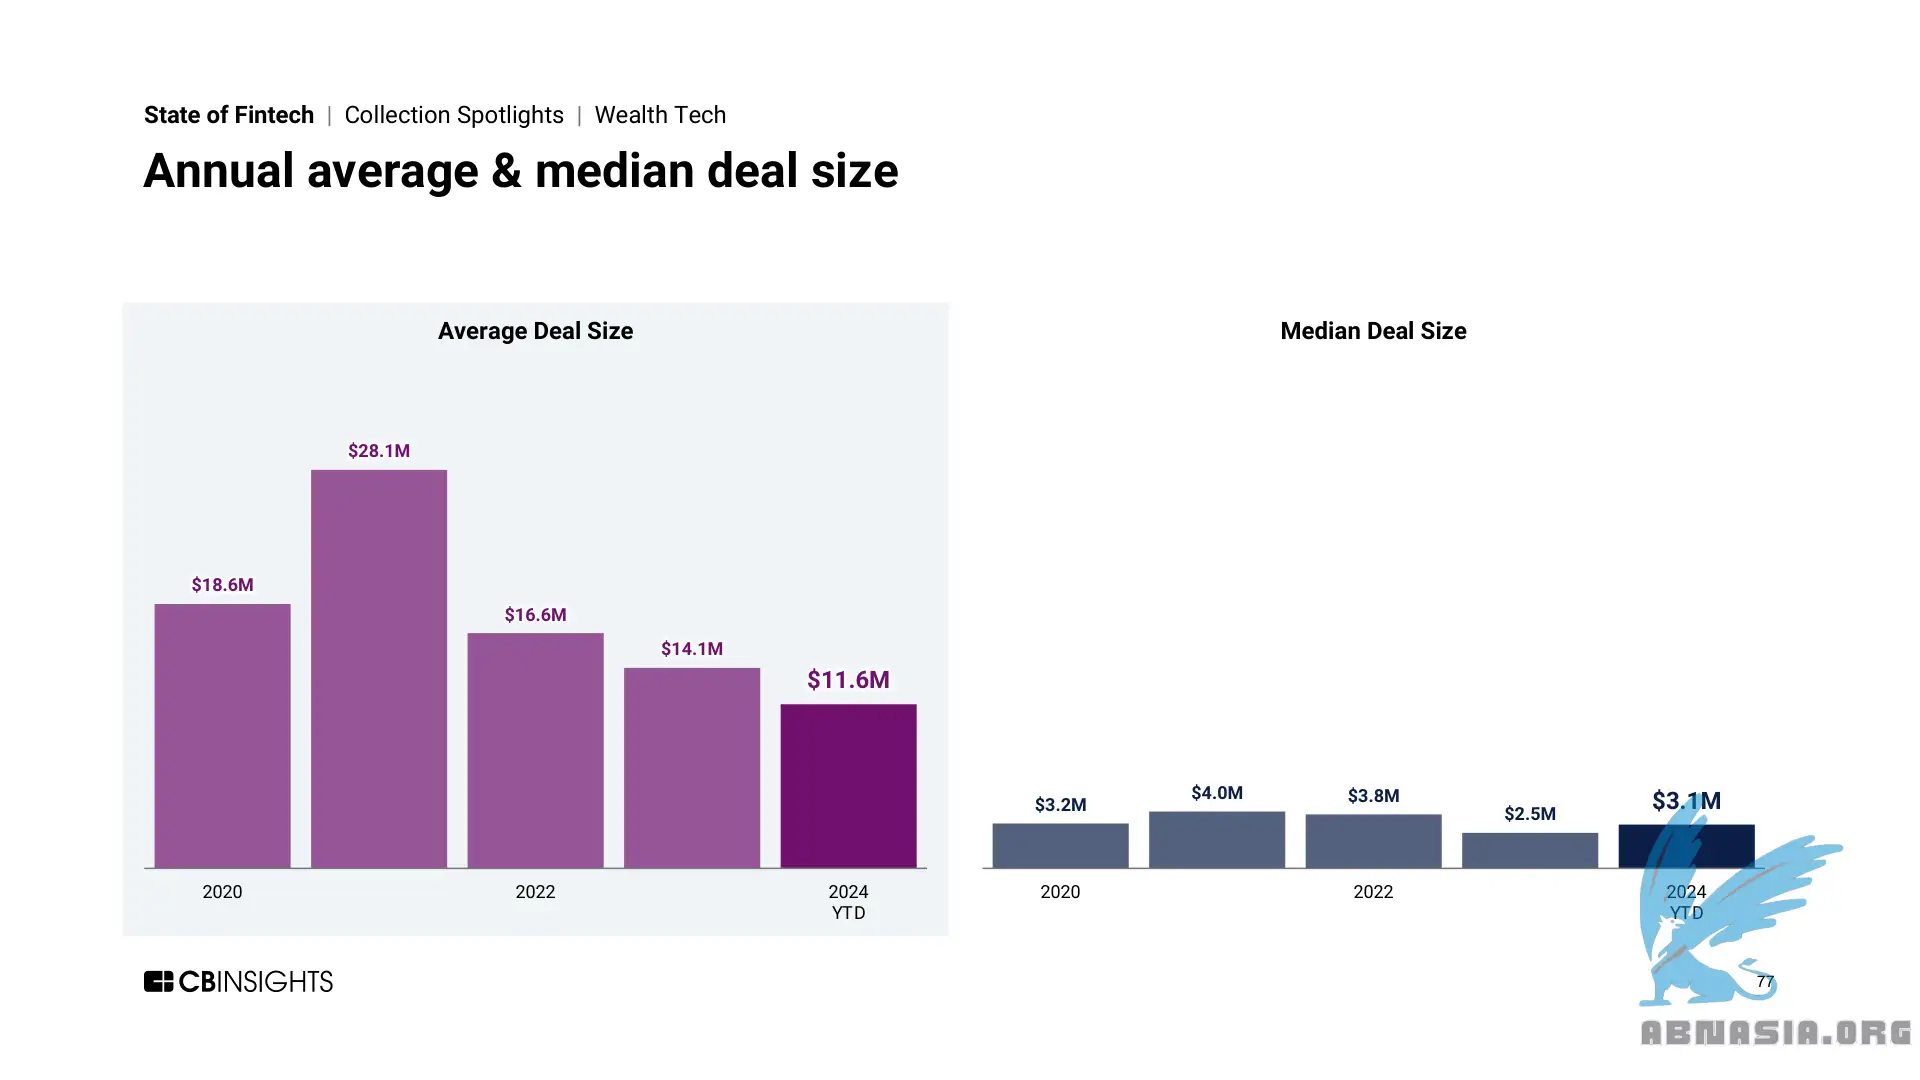 State of Fintech | Collection Spotlights | Wealth Tech
Annual average & median deal size
Average Deal Size
$28.1M
$18.6M
$16.6M
$14.1M
$11.6M
2020
2022
2024
YTD
Median Deal Size
$3.2M
$4.0M
$3.8M
$2.5M
$3.1M
2020
2022
2024
YTD
CBINSIGHTS
77
ABNASIA.ORG